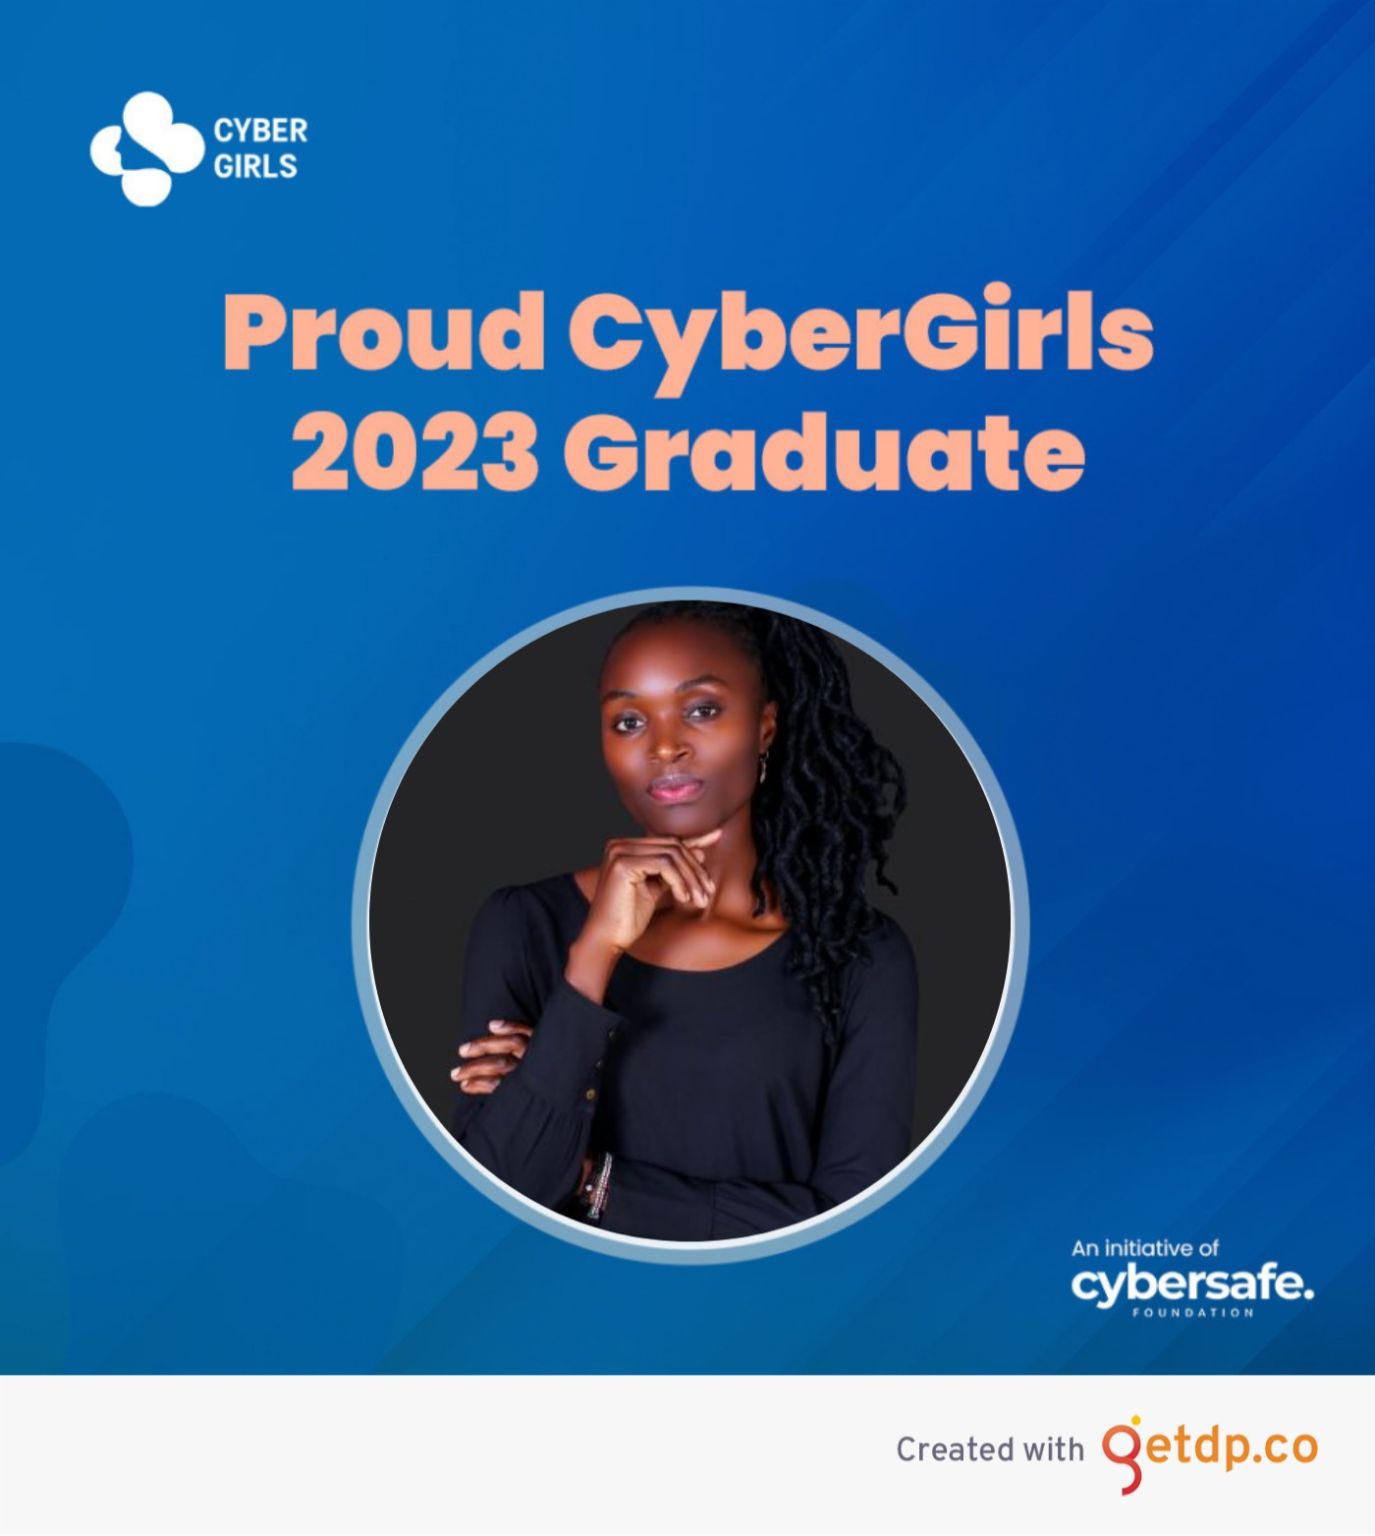 CYBER
GIRLS
Proud CyberGirls
2023 Graduate
An initiative of
cybersafe.
FOUNDATION
Created with getdp.co